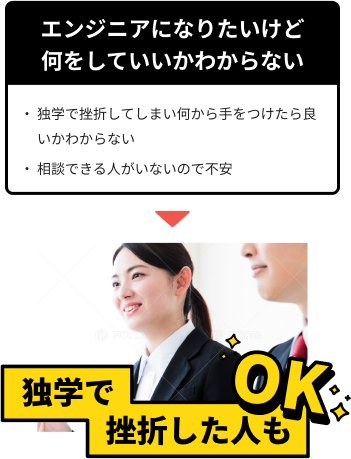 エンジニアになりたいけど
何をしていいかわからない
・ 独学で挫折してしまい何から手をつけたら良
いかわからない
・ 相談できる人がいないので不安
独学で
挫折した人も
OK